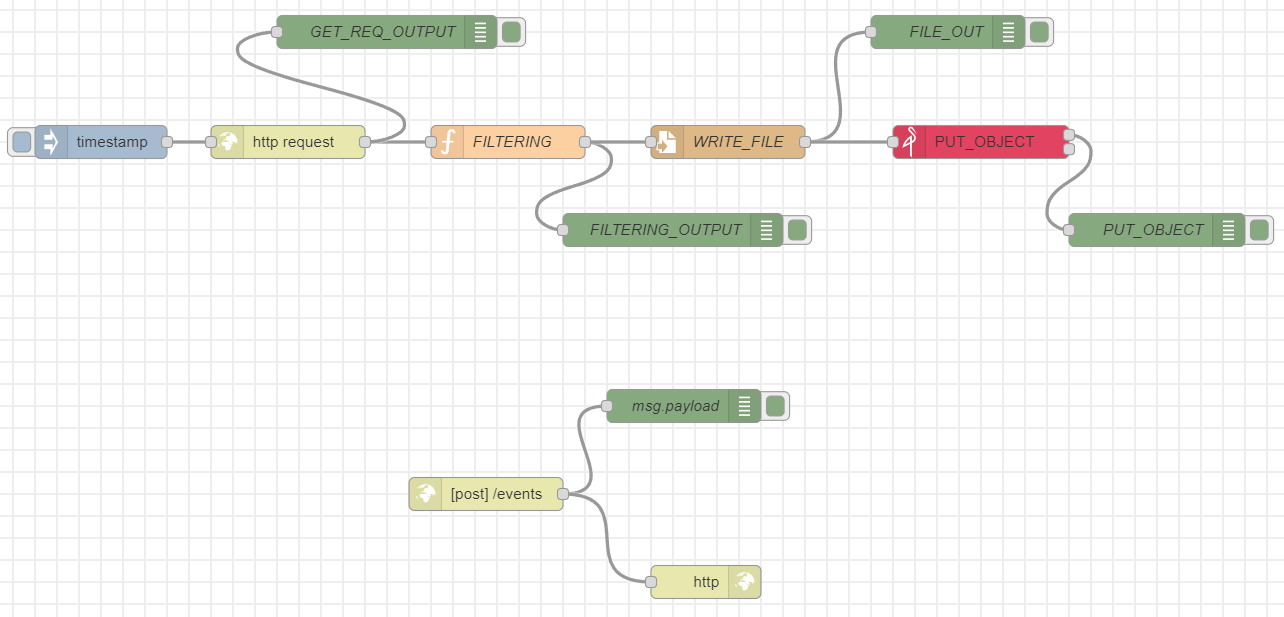 GET_REQ_OUTPUT
FILE_OUT
timestamp
http request
FILTERING
WRITE_FILE
PUT_OBJECT
FILTERING_OUTPUT
PUT_OBJECT
msg.payload
[post] /events
http